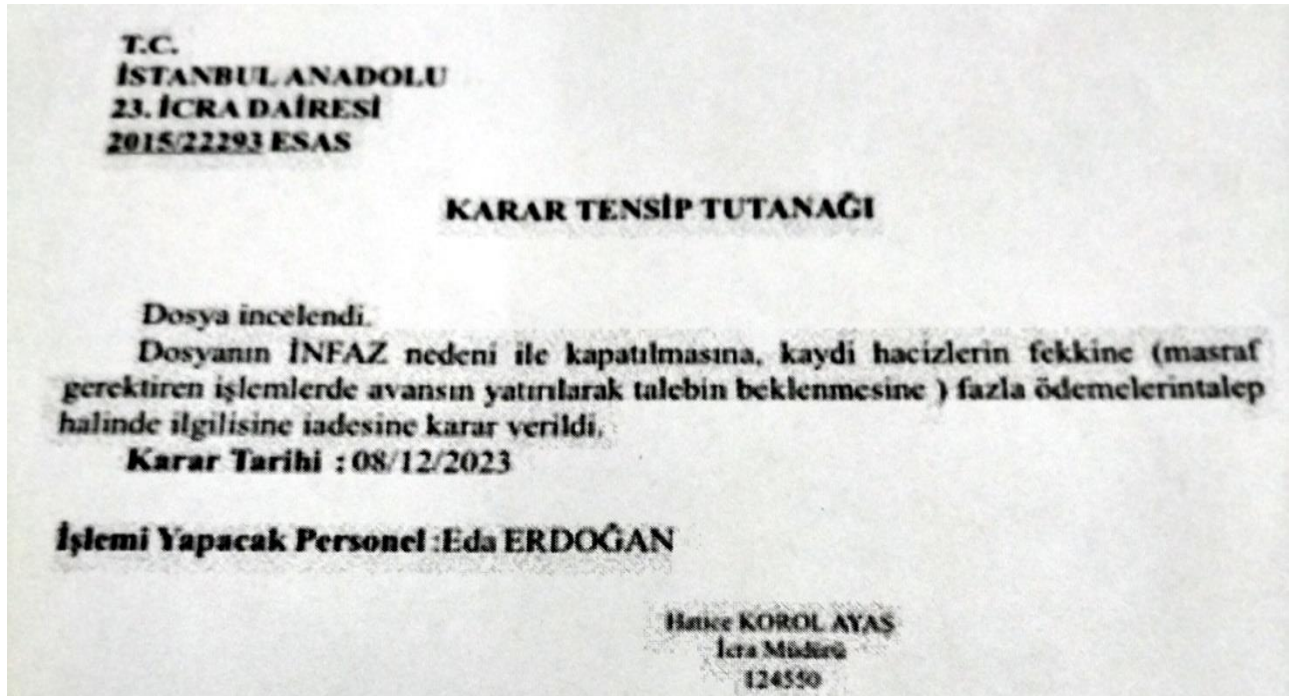 T.C.
İSTANBUL ANADOLU
23. İCRA DAİRESİ
2015/22293 ESAS
KARAR TENSİP TUTANAĞI
Dosya incelendi.
Dosyanın İNFAZ nedeni ile kapatılmasına, kaydi hacizlerin fekkine (masraf
gerektiren işlemlerde avansın yatırılarak talebin beklenmesine ) fazla ödemelerintalep
halinde ilgilisine iadesine karar verildi.
Karar Tarihi : 08/12/2023
İşlemi Yapacak Personel :Eda ERDOĞAN
Hatice KOROL AYAŞ
İcra Müdürü
124550